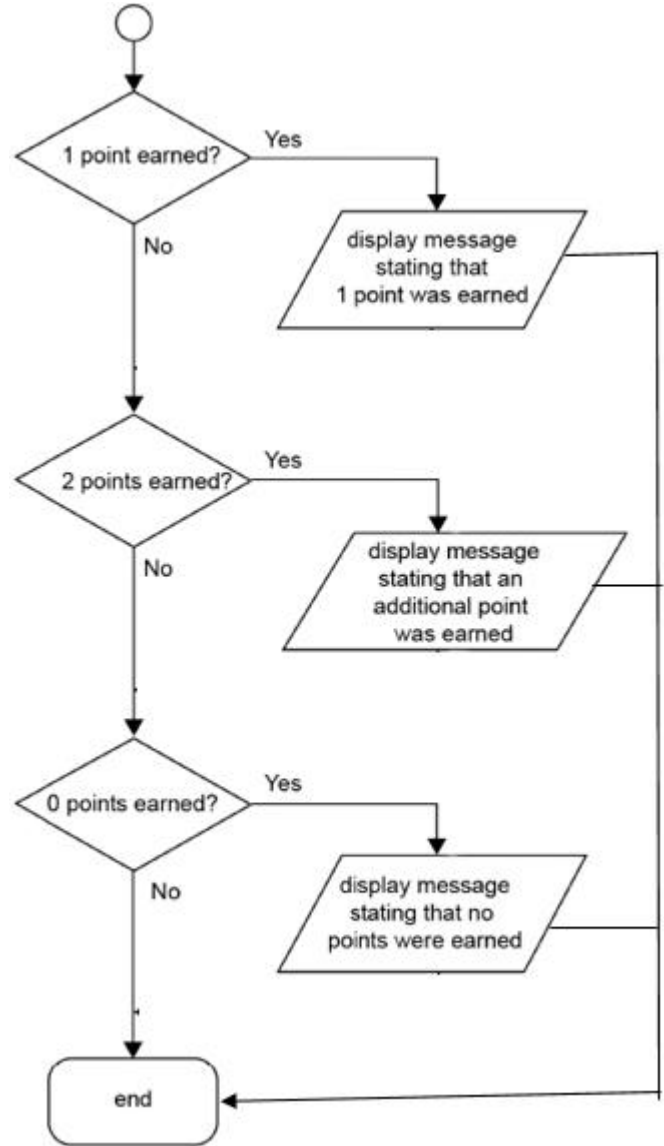 1 point earned?
Yes
No
display message
stating that
1 point was earned
2 points earned?
Yes
No
display message
stating that an
additional point
was earned
0 points earned?
Yes
No
display message
stating that no
points were earned
end